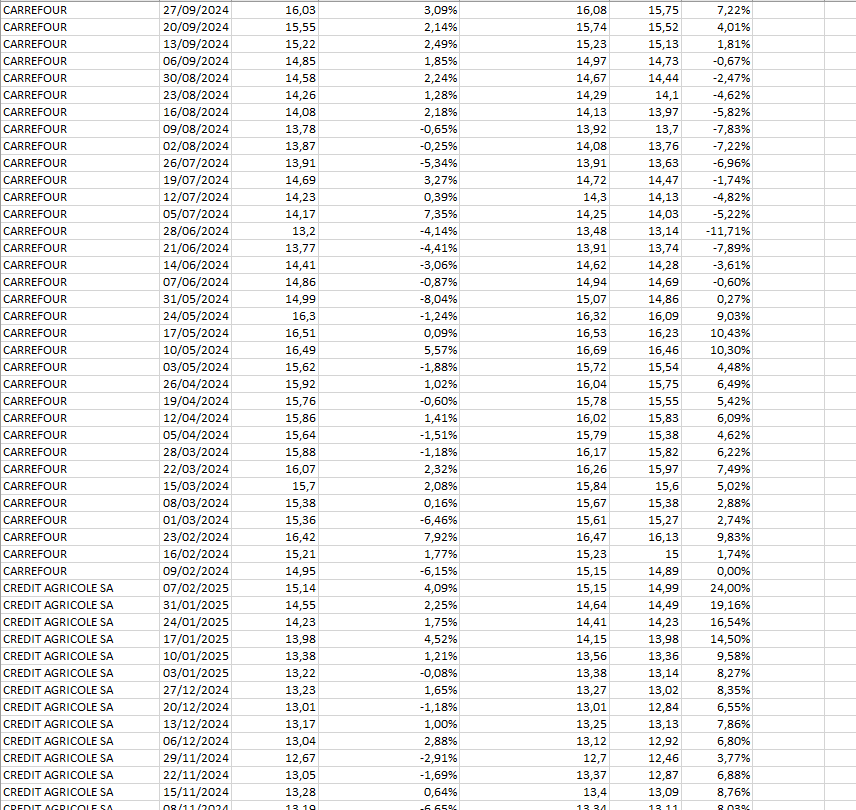 CARREFOUR 27/09/2024 16,03 3,09% 16,08 15,75 7,22%
CARREFOUR 20/09/2024 15,55 2,14% 15,74 15,52 4,01%
CARREFOUR 13/09/2024 15,22 2,49% 15,23 15,13 1,81%
CARREFOUR 06/09/2024 14,85 1,85% 14,97 14,73 -0,67%
CARREFOUR 30/08/2024 14,58 2,24% 14,67 14,44 -2,47%
CARREFOUR 23/08/2024 14,26 1,28% 14,29 14,1 -4,62%
CARREFOUR 16/08/2024 14,08 2,18% 14,13 13,97 -5,82%
CARREFOUR 09/08/2024 13,78 -0,65% 13,92 13,7 -7,83%
CARREFOUR 02/08/2024 13,87 -0,25% 14,08 13,76 -7,22%
CARREFOUR 26/07/2024 13,91 -5,34% 13,91 13,63 -6,96%
CARREFOUR 19/07/2024 14,69 3,27% 14,72 14,47 -1,74%
CARREFOUR 12/07/2024 14,23 0,39% 14,3 14,13 -4,82%
CARREFOUR 05/07/2024 14,17 7,35% 14,25 14,03 -5,22%
CARREFOUR 28/06/2024 13,2 -4,14% 13,48 13,14 -11,71%
CARREFOUR 21/06/2024 13,77 -4,41% 13,91 13,74 -7,89%
CARREFOUR 14/06/2024 14,41 -3,06% 14,62 14,28 -3,61%
CARREFOUR 07/06/2024 14,86 -0,87% 14,94 14,69 -0,60%
CARREFOUR 31/05/2024 14,99 -8,04% 15,07 14,86 0,27%
CARREFOUR 24/05/2024 16,3 -1,24% 16,32 16,09 9,03%
CARREFOUR 17/05/2024 16,51 0,09% 16,53 16,23 10,43%
CARREFOUR 10/05/2024 16,49 5,57% 16,69 16,46 10,30%
CARREFOUR 03/05/2024 15,62 -1,88% 15,72 15,54 4,48%
CARREFOUR 26/04/2024 15,92 1,02% 16,04 15,75 6,49%
CARREFOUR 19/04/2024 15,76 -0,60% 15,78 15,55 5,42%
CARREFOUR 12/04/2024 15,86 1,41% 16,02 15,83 6,09%
CARREFOUR 05/04/2024 15,64 -1,51% 15,79 15,38 4,62%
CARREFOUR 28/03/2024 15,88 -1,18% 16,17 15,82 6,22%
CARREFOUR 22/03/2024 16,07 2,32% 16,26 15,97 7,49%
CARREFOUR 15/03/2024 15,7 2,08% 15,84 15,6 5,02%
CARREFOUR 08/03/2024 15,38 0,16% 15,67 15,38 2,88%
CARREFOUR 01/03/2024 15,36 -6,46% 15,61 15,27 2,74%
CARREFOUR 23/02/2024 16,42 7,92% 16,47 16,13 9,83%
CARREFOUR 16/02/2024 15,21 1,77% 15,23 15 1,74%
CARREFOUR 09/02/2024 14,95 -6,15% 15,15 14,89 0,00%
CREDIT AGRICOLE SA 07/02/2025 15,14 4,09% 15,15 14,99 24,00%
CREDIT AGRICOLE SA 31/01/2025 14,55 2,25% 14,64 14,49 19,16%
CREDIT AGRICOLE SA 24/01/2025 14,23 1,75% 14,41 14,23 16,54%
CREDIT AGRICOLE SA 17/01/2025 13,98 4,52% 14,15 13,98 14,50%
CREDIT AGRICOLE SA 10/01/2025 13,38 1,21% 13,56 13,36 9,58%
CREDIT AGRICOLE SA 03/01/2025 13,22 -0,08% 13,38 13,14 8,27%
CREDIT AGRICOLE SA 27/12/2024 13,23 1,65% 13,27 13,02 8,35%
CREDIT AGRICOLE SA 20/12/2024 13,01 -1,18% 13,01 12,84 6,55%
CREDIT AGRICOLE SA 13/12/2024 13,17 1,00% 13,25 13,13 7,86%
CREDIT AGRICOLE SA 06/12/2024 13,04 2,88% 13,12 12,92 6,80%
CREDIT AGRICOLE SA 29/11/2024 12,67 -2,91% 12,7 12,46 3,77%
CREDIT AGRICOLE SA 22/11/2024 13,05 -1,69% 13,37 12,87 6,88%
CREDIT AGRICOLE SA 15/11/2024 13,28 0,64% 13,4 13,09 8,76%
CREDIT AGRICOLE SA 08/11/2024 13,19 -6,65% 13,34 13,11 8,03%